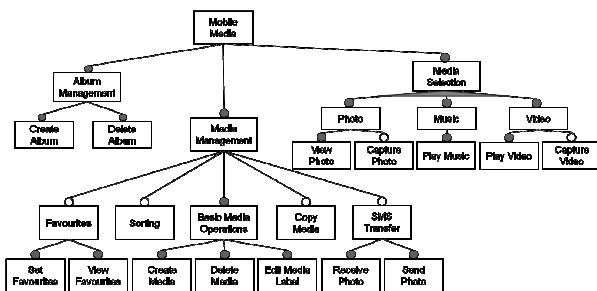 Mobile
Media
Album
Management
Media
Selection
Create
Album
Delete
Album
Media
Management
Photo
Music
Video
View
Photo
Capture
Photo
Play Music
Play Video
Capture
Video
Favourites
Sorting
Basic Media
Operations
Copy
Media
SMS
Transfer
Set
Favourites
View
Favourites
Create
Media
Delete
Media
Edit Media
Label
Receive
Photo
Send
Photo